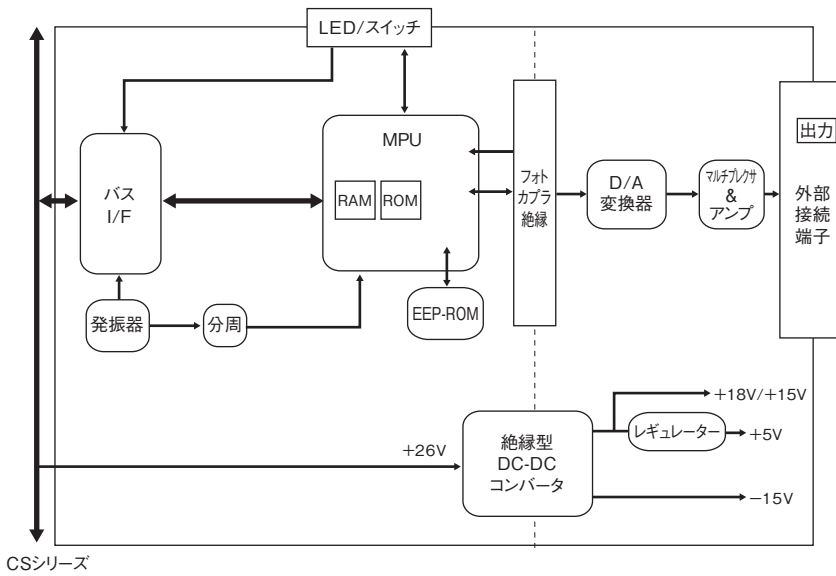 LED/スイッチ
MPU
RAM
ROM
バス
I/F
フォト
カプラ
絶縁
D/A
変換器
マルチプレクサ
&
アンプ
出力
外部
接続
端子
発振器
分周
EEP-ROM
+18V/+15V
レギュレーター
+5V
+26V
絶縁型
DC-DC
コンバータ
−15V
CSシリーズ